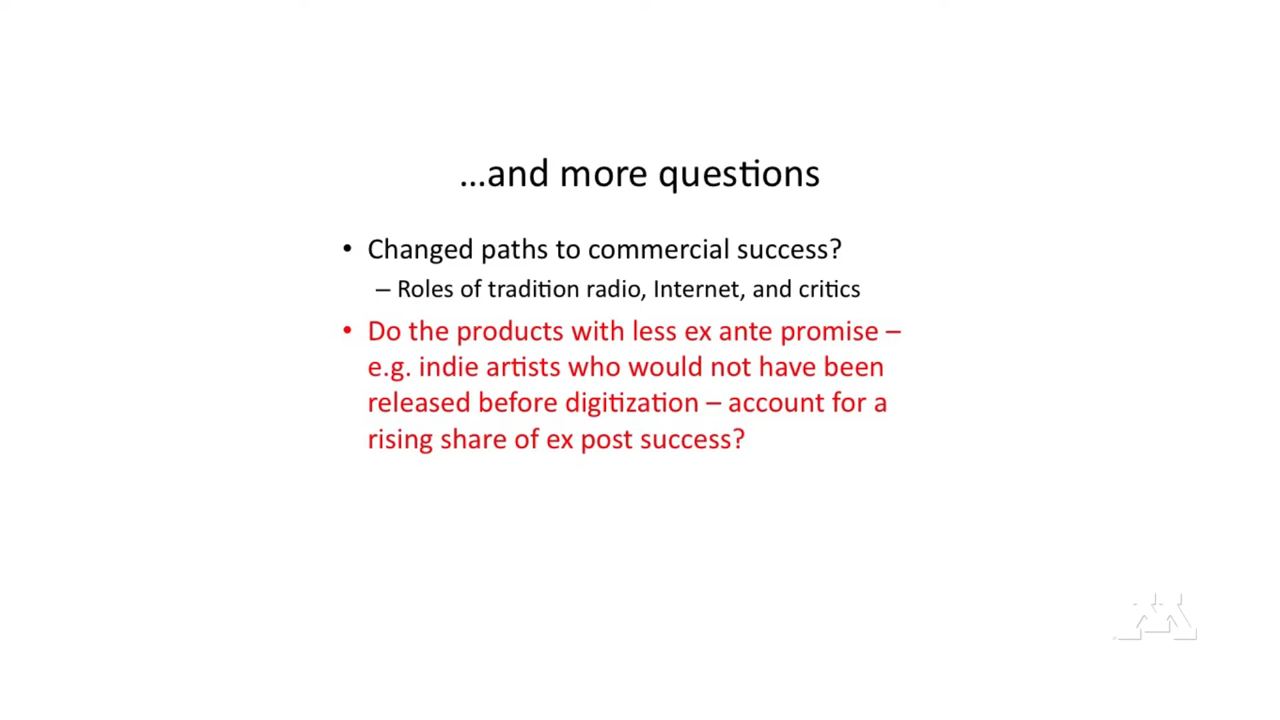 ...and more questions
• Changed paths to commercial success?
– Roles of tradition radio, Internet, and critics
• Do the products with less ex ante promise –
e.g. indie artists who would not have been
released before digitization – account for a
rising share of ex post success?